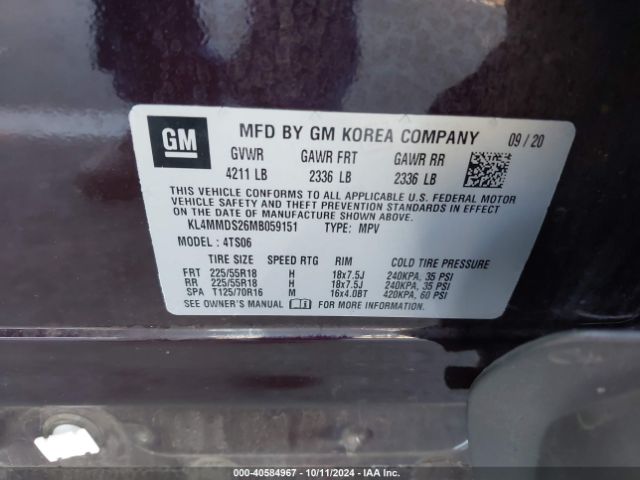 GM
MFD BY GM KOREA COMPANY 09/20
GVWR GAWR FRT GAWR RR
4211 LB 2336 LB 2336 LB
THIS VEHICLE CONFORMS TO ALL APPLICABLE U.S. FEDERAL MOTOR
VEHICLE SAFETY AND THEFT PREVENTION STANDARDS IN EFFECT
ON THE DATE OF MANUFACTURE SHOWN ABOVE.
KL4MMDS26MB059151 TYPE: MPV
MODEL : 4TS06
TIRE SIZE SPEED RTG RIM COLD TIRE PRESSURE
FRT 225/55R18 H 18x7.5J 240KPA, 35 PSI
RR 225/55R18 H 18x7.5J 240KPA, 35 PSI
SPA T125/70R16 M 16x4.0BT 420KPA, 60 PSI
SEE OWNER'S MANUAL FOR MORE INFORMATION.
000-40584967 - 10/11/2024 - IAAI.com